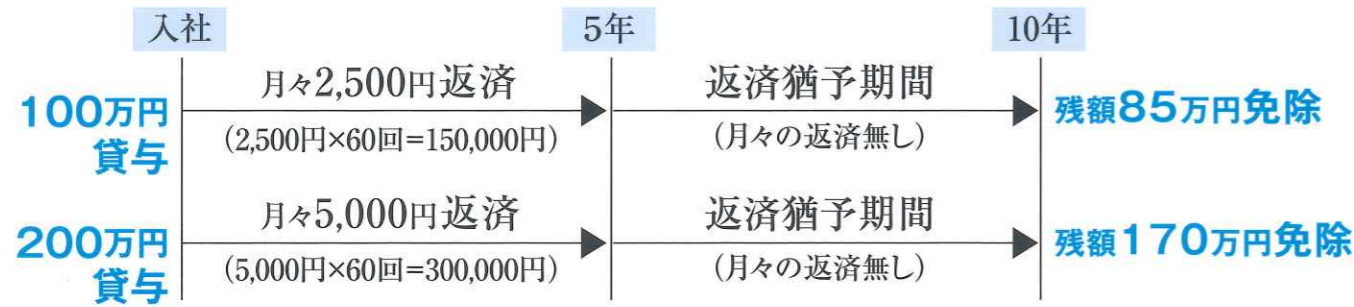 入社
5年
10年
100万円
貸与
月々2,500円返済
(2,500円×60回=150,000円)
返済猶予期間
(月々の返済無し)
残額85万円免除
200万円
貸与
月々5,000円返済
(5,000円×60回=300,000円)
返済猶予期間
(月々の返済無し)
残額170万円免除